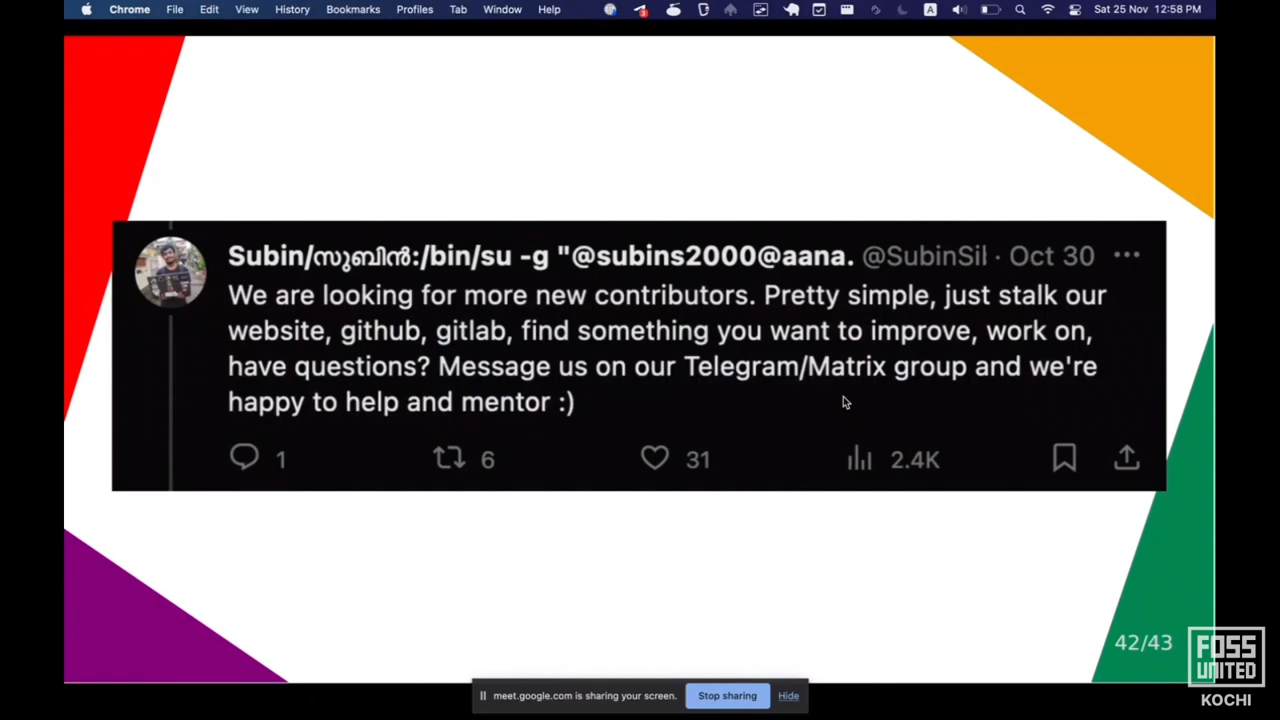 Chrome File Edit View History Bookmarks Profiles Tab Window Help 3 A Sat 25 Nov 12:58 PM
Subin/സുബിൻ:/bin/su -g "@subins2000@aana. @SubinSil · Oct 30 ···
We are looking for more new contributors. Pretty simple, just stalk our
website, github, gitlab, find something you want to improve, work on,
have questions? Message us on our Telegram/Matrix group and we're
happy to help and mentor :)
1 6 31 2.4K
42/43
FOSS
UNITED
KOCHI
meet.google.com is sharing your screen. Stop sharing Hide